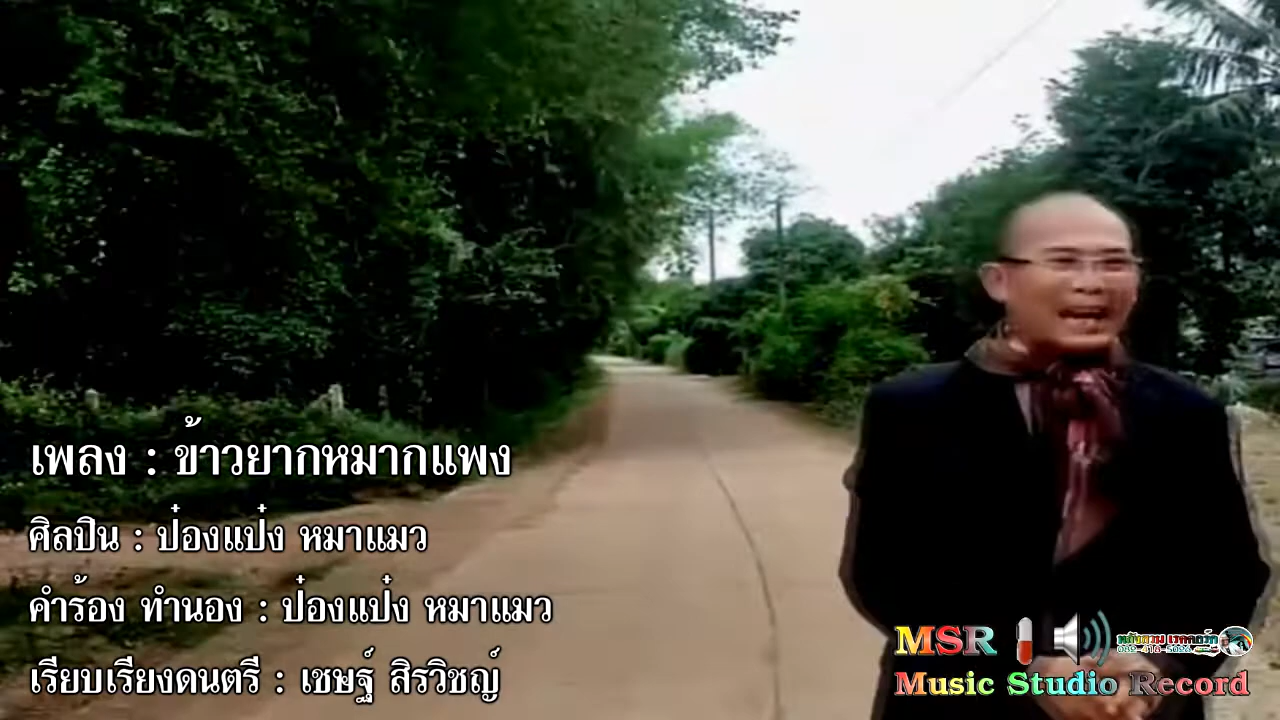 เพลง : ข้าวยากหมากแพง
ศิลปิน : ป๋องแป๋ง หมาแมว
คำร้อง ทำนอง : ป๋องแป๋ง หมาแมว
เรียบเรียงดนตรี : เชษฐ์ สิรวิชญ์
MSR
Music Studio Record